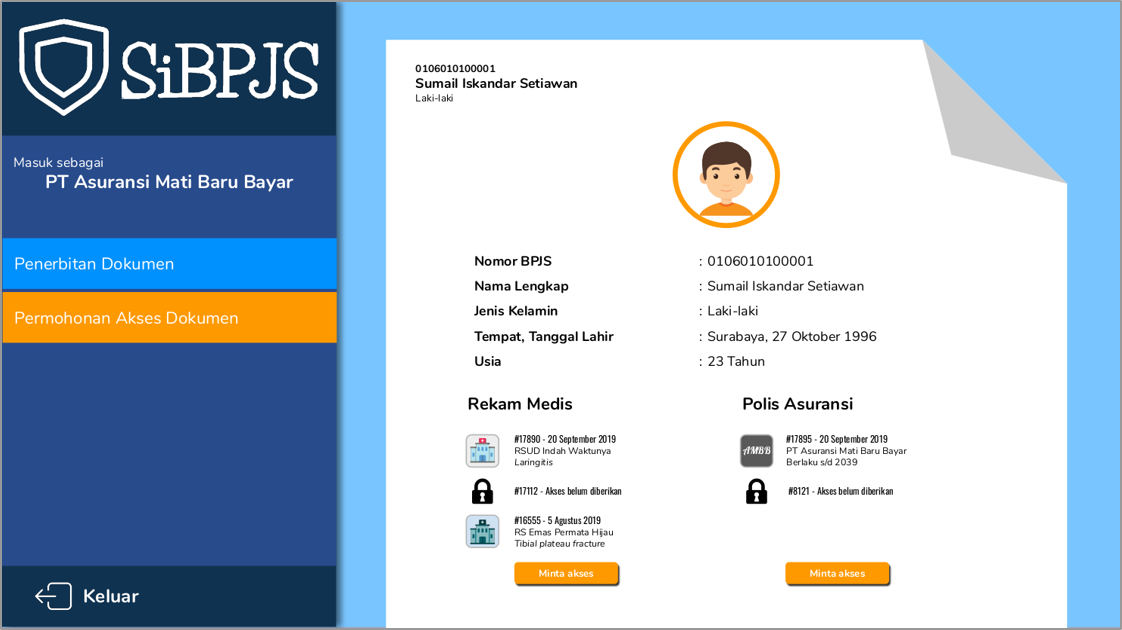 SiBPJS
Masuk sebagai
PT Asuransi Mati Baru Bayar
Penerbitan Dokumen
Permohonan Akses Dokumen
Keluar
0106010100001
Sumail Iskandar Setiawan
Laki-laki
Nomor BPJS : 0106010100001
Nama Lengkap : Sumail Iskandar Setiawan
Jenis Kelamin : Laki-laki
Tempat, Tanggal Lahir : Surabaya, 27 Oktober 1996
Usia : 23 Tahun
Rekam Medis
#17890 - 20 September 2019
RSUD Indah Waktunya
Laringitis
#17112 - Akses belum diberikan
#16555 - 5 Agustus 2019
RS Emas Permata Hijau
Tibial plateau fracture
Minta akses
Polis Asuransi
AMBB
#17895 - 20 September 2019
PT Asuransi Mati Baru Bayar
Berlaku s/d 2039
#8121 - Akses belum diberikan
Minta akses